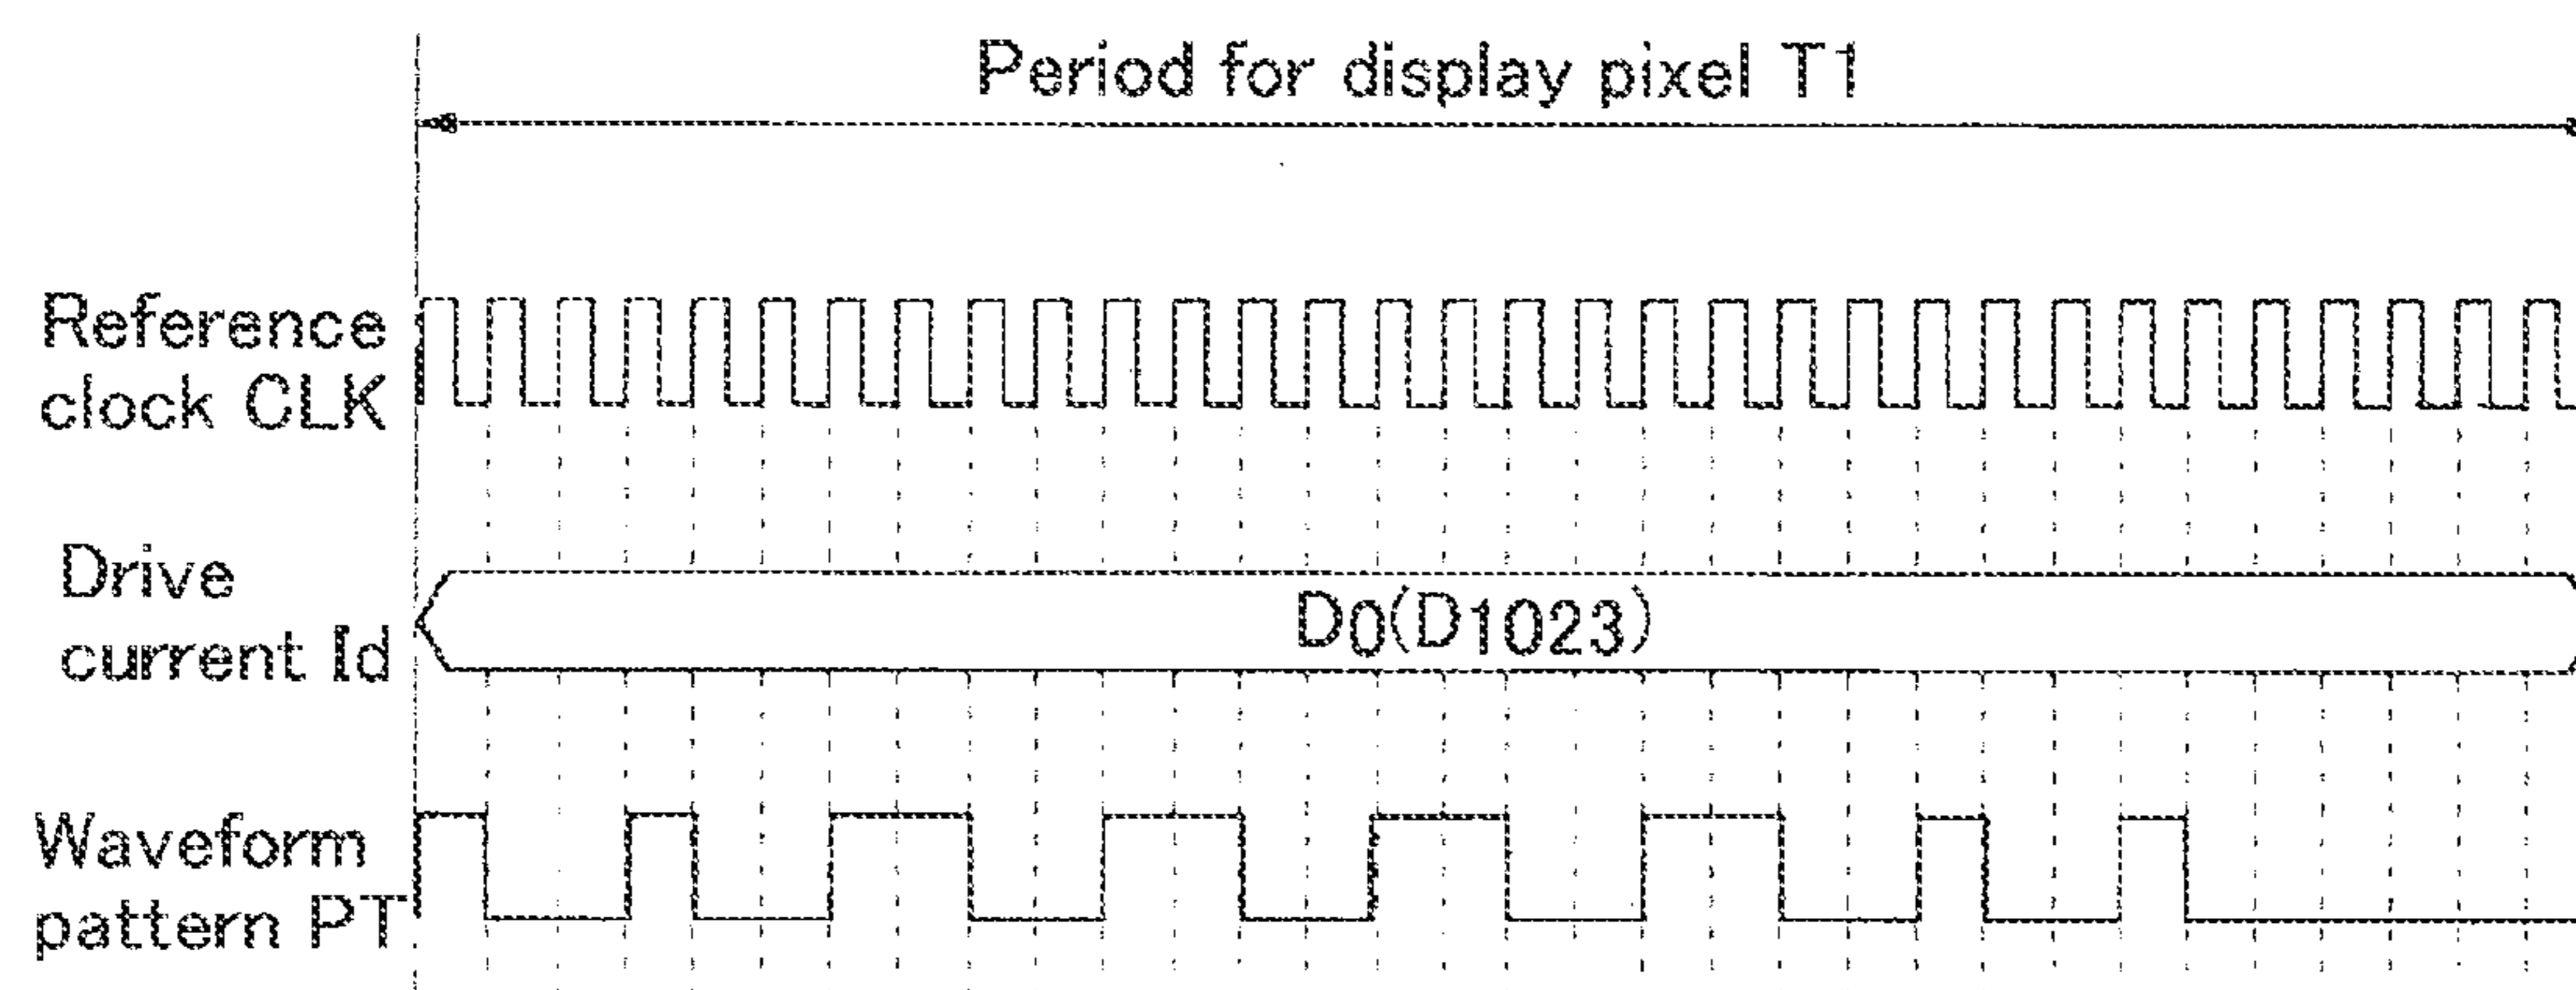 Period for display pixel T1
Reference
clock CLK
Drive
current Id
D0(D1023)
Waveform
pattern PT